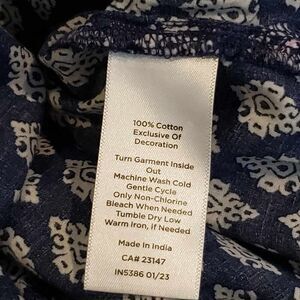 100% Cotton
Exclusive Of
Decoration
Turn Garment Inside
Out
Machine Wash Cold
Gentle Cycle
Only Non-Chlorine
Bleach When Needed
Tumble Dry Low
Warm Iron, if Needed
Made In India
CA# 23147
IN5386 01/23